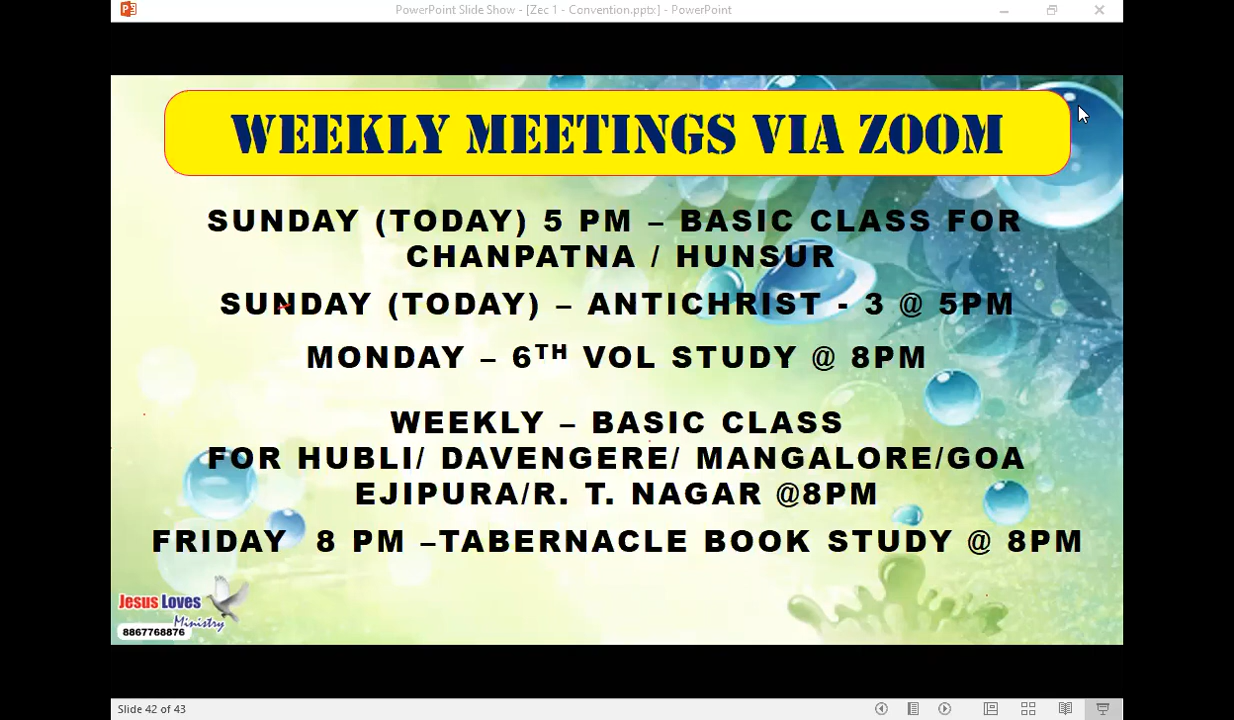 PowerPoint Slide Show - [Zec 1 - Convention.pptx] - PowerPoint
WEEKLY MEETINGS VIA ZOOM
SUNDAY (TODAY) 5 PM – BASIC CLASS FOR
CHANPATNA / HUNSUR
SUNDAY (TODAY) – ANTICHRIST - 3 @ 5PM
MONDAY – 6TH VOL STUDY @ 8PM
WEEKLY – BASIC CLASS
FOR HUBLI/ DAVENGERE/ MANGALORE/GOA
EJIPURA/R. T. NAGAR @8PM
FRIDAY 8 PM –TABERNACLE BOOK STUDY @ 8PM
Jesus Loves
Ministry
8867768876
Slide 42 of 43